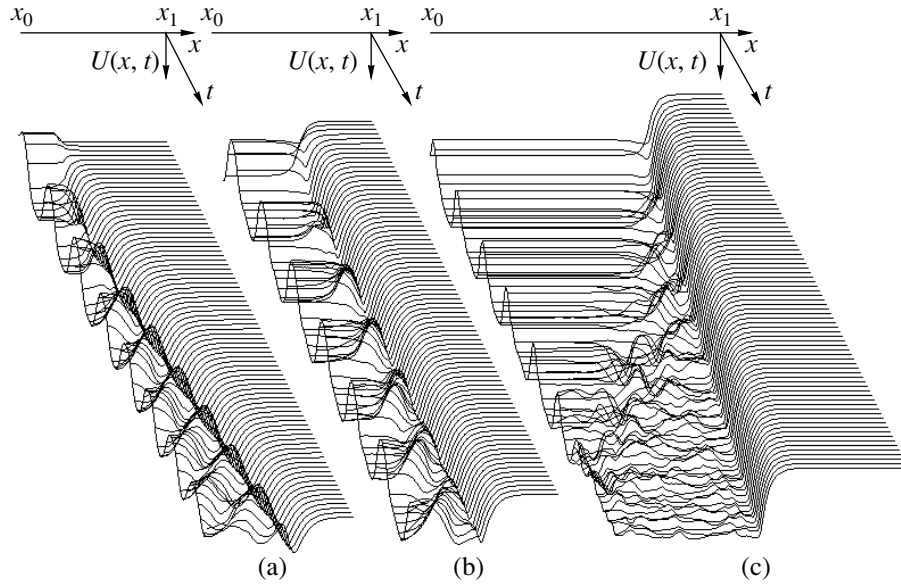 x0 x1 x0 x1 x0 x1
x x x
U(x, t) U(x, t) U(x, t)
t t t
(a) (b) (c)